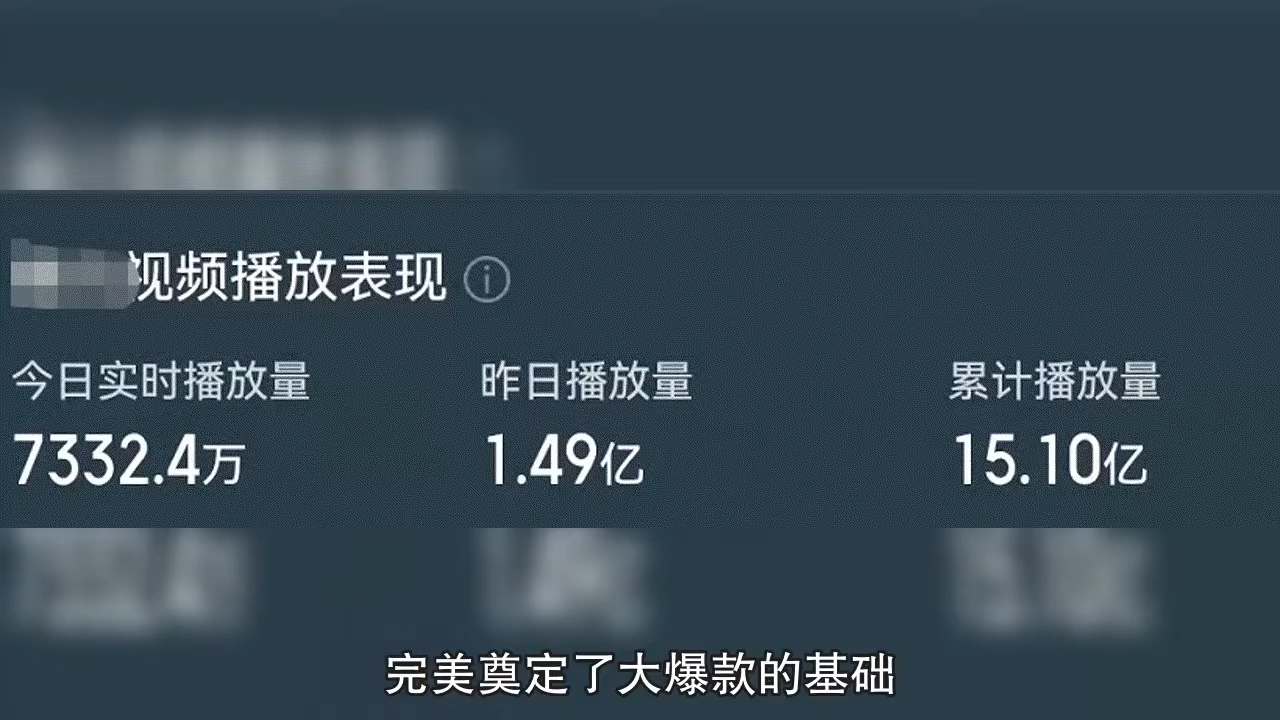 视频播放表现
今日实时播放量 昨日播放量 累计播放量
7332.4万 1.49亿 15.10亿
完美奠定了大爆款的基础